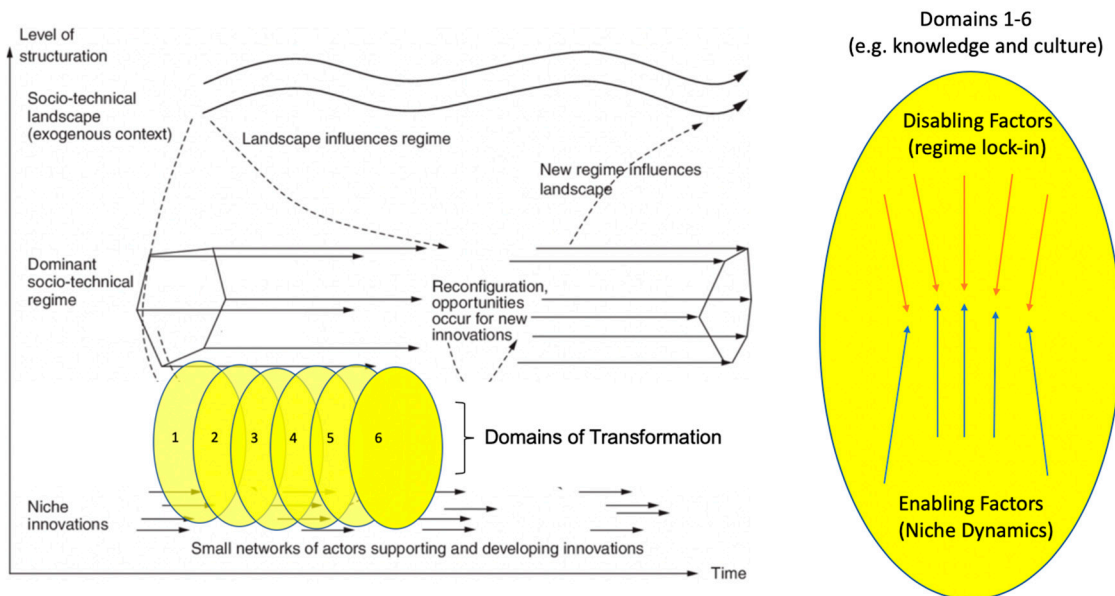 Level of
structuration
Socio-technical
landscape
(exogenous context)
Landscape influences regime
New regime influences
landscape
Dominant
socio-technical
regime
Reconfiguration,
opportunities
occur for new
innovations
1 2 3 4 5 6
Domains of Transformation
Niche
innovations
Small networks of actors supporting and developing innovations
Time
Domains 1-6
(e.g. knowledge and culture)
Disabling Factors
(regime lock-in)
Enabling Factors
(Niche Dynamics)